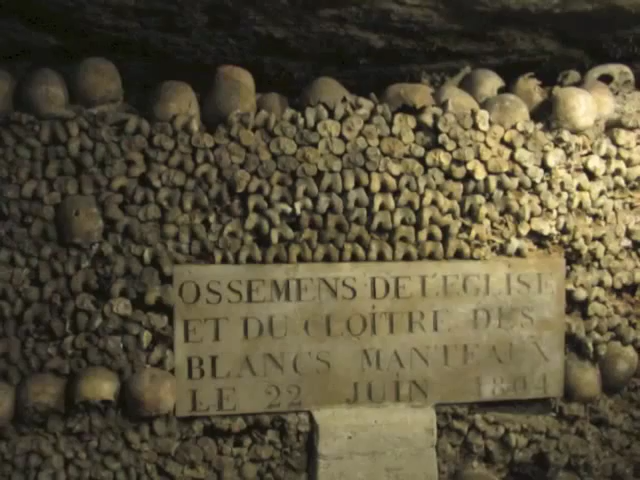 OSSEMENS DE L'EGLISE
ET DU CLOÎTRE DES
BLANCS MANTEAUX
LE 22 JUIN 1804